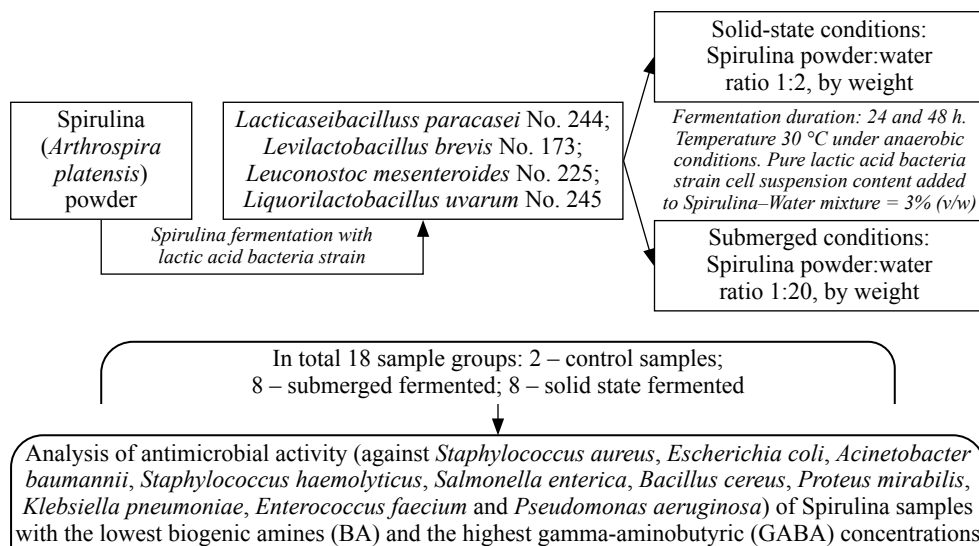 Spirulina
(Arthrospira
platensis)
powder
Spirulina fermentation with
lactic acid bacteria strain
Lacticaseibacilluss paracasei No. 244;
Levilactobacillus brevis No. 173;
Leuconostoc mesenteroides No. 225;
Liquorilactobacillus uvarum No. 245
Solid-state conditions:
Spirulina powder:water
ratio 1:2, by weight
Fermentation duration: 24 and 48 h.
Temperature 30 °C under anaerobic
conditions. Pure lactic acid bacteria
strain cell suspension content added
to Spirulina–Water mixture = 3% (v/w)
Submerged conditions:
Spirulina powder:water
ratio 1:20, by weight
In total 18 sample groups: 2 – control samples;
8 – submerged fermented; 8 – solid state fermented
Analysis of antimicrobial activity (against Staphylococcus aureus, Escherichia coli, Acinetobacter
baumannii, Staphylococcus haemolyticus, Salmonella enterica, Bacillus cereus, Proteus mirabilis,
Klebsiella pneumoniae, Enterococcus faecium and Pseudomonas aeruginosa) of Spirulina samples
with the lowest biogenic amines (BA) and the highest gamma-aminobutyric (GABA) concentrations